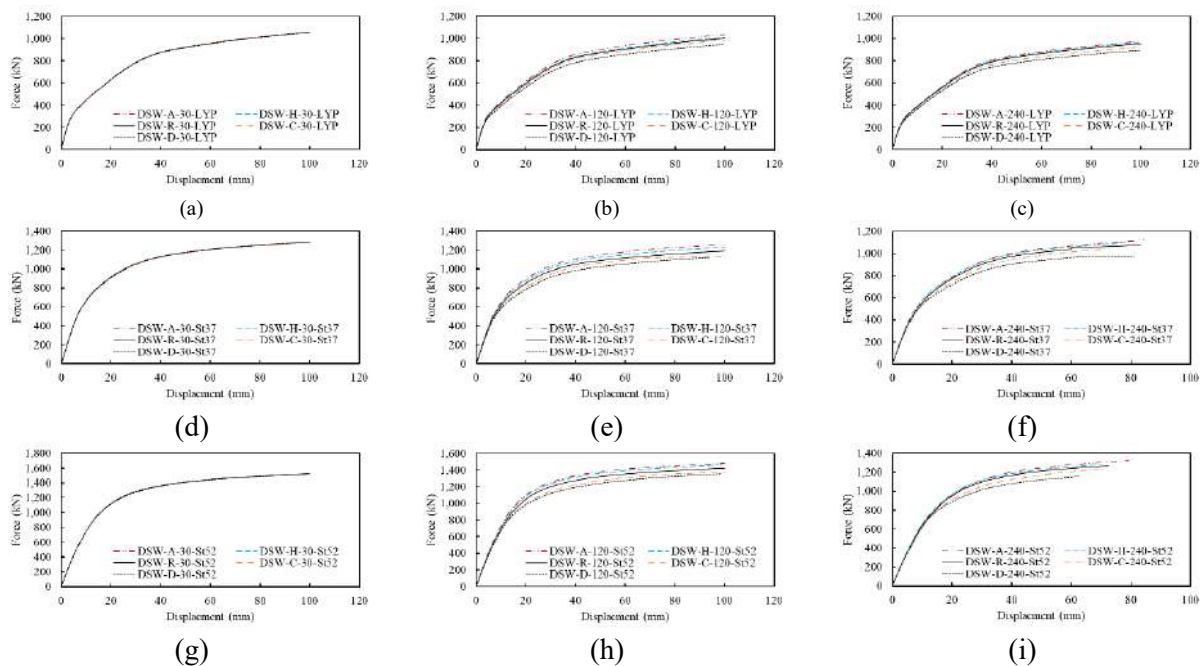 1,200
1,000
800
600
400
200
0
Force (kN)
DSW-A-30-LYP DSW-H-30-LYP
DSW-R-30-LYP DSW-C-30-LYP
DSW-D-30-LYP
0 20 40 60 80 100 120
Displacement (mm)
(a)
1,200
1,000
800
600
400
200
0
Force (kN)
DSW-A-120-LYP DSW-H-120-LYP
DSW-R-120-LYP DSW-C-120-LYP
DSW-D-120-LYP
0 20 40 60 80 100 120
Displacement (mm)
(b)
1,200
1,000
800
600
400
200
0
Force (kN)
DSW-A-240-LYP DSW-H-240-LYP
DSW-R-240-LYP DSW-C-240-LYP
DSW-D-240-LYP
0 20 40 60 80 100 120
Displacement (mm)
(c)
1,400
1,200
1,000
800
600
400
200
0
Force (kN)
DSW-A-30-St37 DSW-H-30-St37
DSW-R-30-St37 DSW-C-30-St37
DSW-D-30-St37
0 20 40 60 80 100 120
Displacement (mm)
(d)
1,400
1,200
1,000
800
600
400
200
0
Force (kN)
DSW-A-120-St37 DSW-H-120-St37
DSW-R-120-St37 DSW-C-120-St37
DSW-D-120-St37
0 20 40 60 80 100 120
Displacement (mm)
(e)
1,200
1,000
800
600
400
200
0
Force (kN)
DSW-A-240-St37 DSW-H-240-St37
DSW-R-240-St37 DSW-C-240-St37
DSW-D-240-St37
0 20 40 60 80 100
Displacement (mm)
(f)
1,800
1,600
1,400
1,200
1,000
800
600
400
200
0
Force (kN)
DSW-A-30-St52 DSW-H-30-St52
DSW-R-30-St52 DSW-C-30-St52
DSW-D-30-St52
0 20 40 60 80 100 120
Displacement (mm)
(g)
1,600
1,400
1,200
1,000
800
600
400
200
0
Force (kN)
DSW-A-120-St52 DSW-H-120-St52
DSW-R-120-St52 DSW-C-120-St52
DSW-D-120-St52
0 20 40 60 80 100 120
Displacement (mm)
(h)
1,400
1,200
1,000
800
600
400
200
0
Force (kN)
DSW-A-240-St52 DSW-H-240-St52
DSW-R-240-St52 DSW-C-240-St52
DSW-D-240-St52
0 20 40 60 80 100
Displacement (mm)
(i)